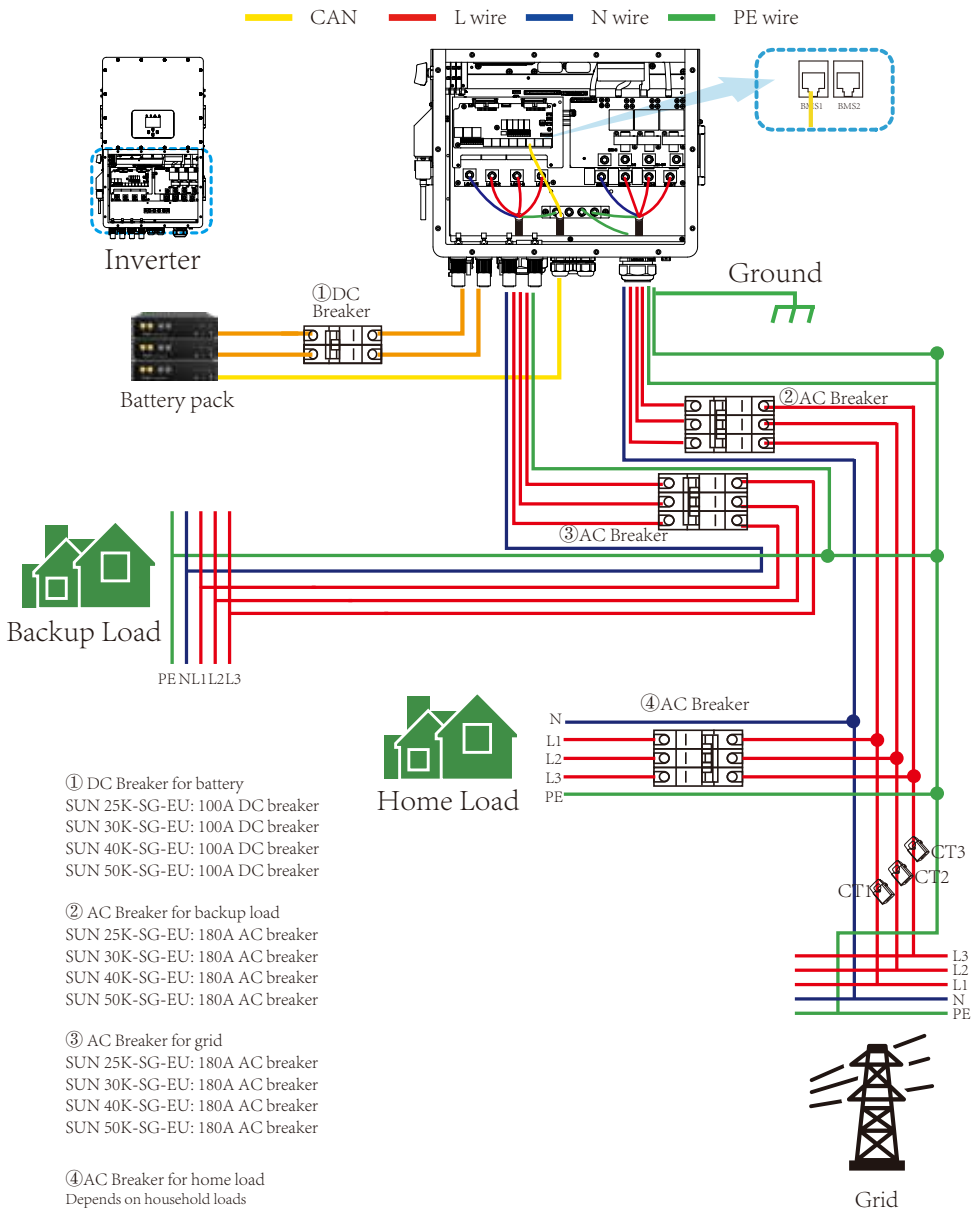 CAN L wire N wire PE wire
BMS1 BMS2
Inverter
Ground
①DC
Breaker
Battery pack
②AC Breaker
③AC Breaker
Backup Load
PE N L1 L2 L3
④AC Breaker
N
L1
L2
L3
PE
Home Load
① DC Breaker for battery
SUN 25K-SG-EU: 100A DC breaker
SUN 30K-SG-EU: 100A DC breaker
SUN 40K-SG-EU: 100A DC breaker
SUN 50K-SG-EU: 100A DC breaker
② AC Breaker for backup load
SUN 25K-SG-EU: 180A AC breaker
SUN 30K-SG-EU: 180A AC breaker
SUN 40K-SG-EU: 180A AC breaker
SUN 50K-SG-EU: 180A AC breaker
③ AC Breaker for grid
SUN 25K-SG-EU: 180A AC breaker
SUN 30K-SG-EU: 180A AC breaker
SUN 40K-SG-EU: 180A AC breaker
SUN 50K-SG-EU: 180A AC breaker
④AC Breaker for home load
Depends on household loads
CT3
CT2
CT1
L3
L2
L1
N
PE
Grid